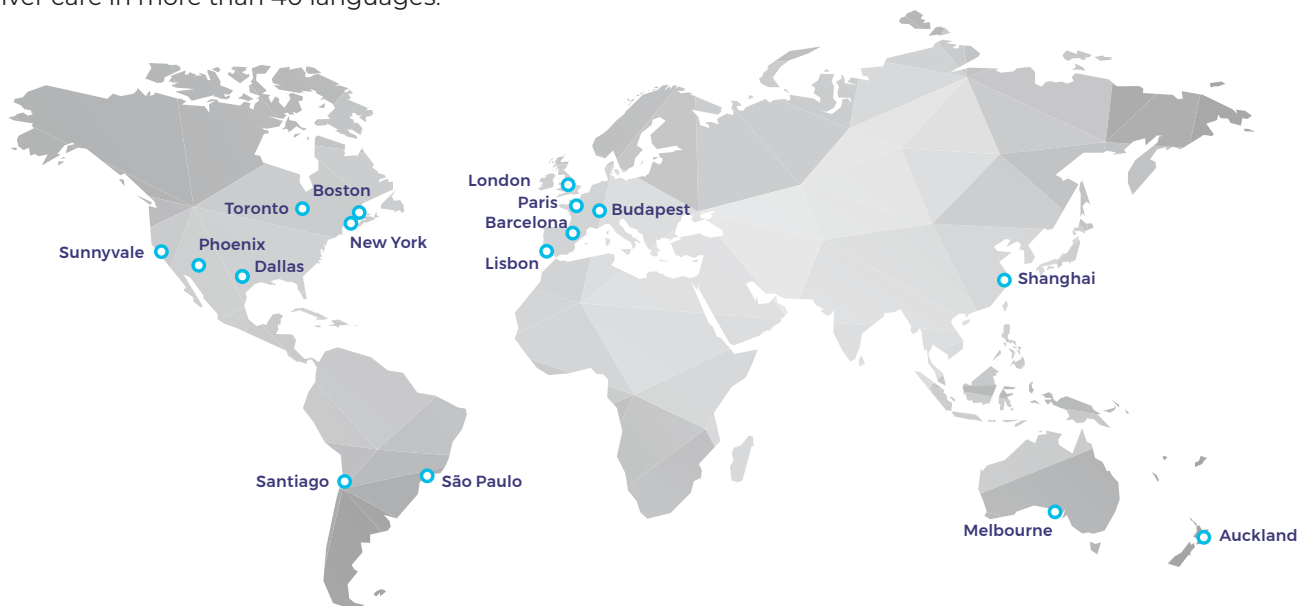 iver care in more than 40 languages.
London
Boston
Paris
Toronto
Budapest
Barcelona
New York
Phoenix
Sunnyvale
Lisbon
Dallas
Shanghai
Santiago
São Paulo
Melbourne
Auckland